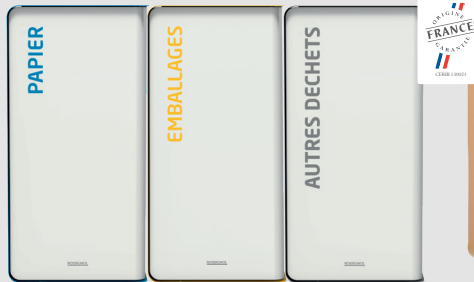 PAPIER
EMBALLAGES
AUTRES DECHETS
ORIGINE
FRANCE
GARANTIE